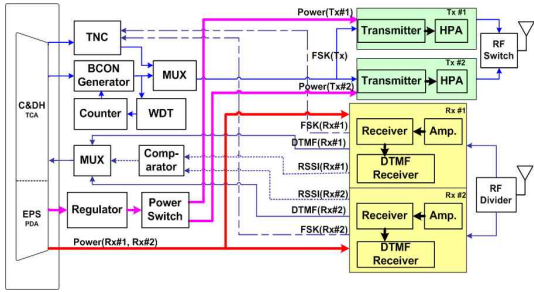 Power(Tx#1)
Tx #1
Transmitter
HPA
TNC
FSK(Tx)
RF
Switch
BCON
Generator
MUX
Tx #2
Power(Tx#2)
Transmitter
HPA
C&DH
TCA
Counter
WDT
Rx #1
FSK(Rx#1)
Receiver
Amp.
DTMF(Rx#1)
MUX
Comp-
arator
RSSI(Rx#1)
DTMF
Receiver
RSSI(Rx#2)
RF
Divider
Rx #2
EPS
PDA
Regulator
Power
Switch
DTMF(Rx#2)
Receiver
Amp.
FSK(Rx#2)
Power(Rx#1, Rx#2)
DTMF
Receiver